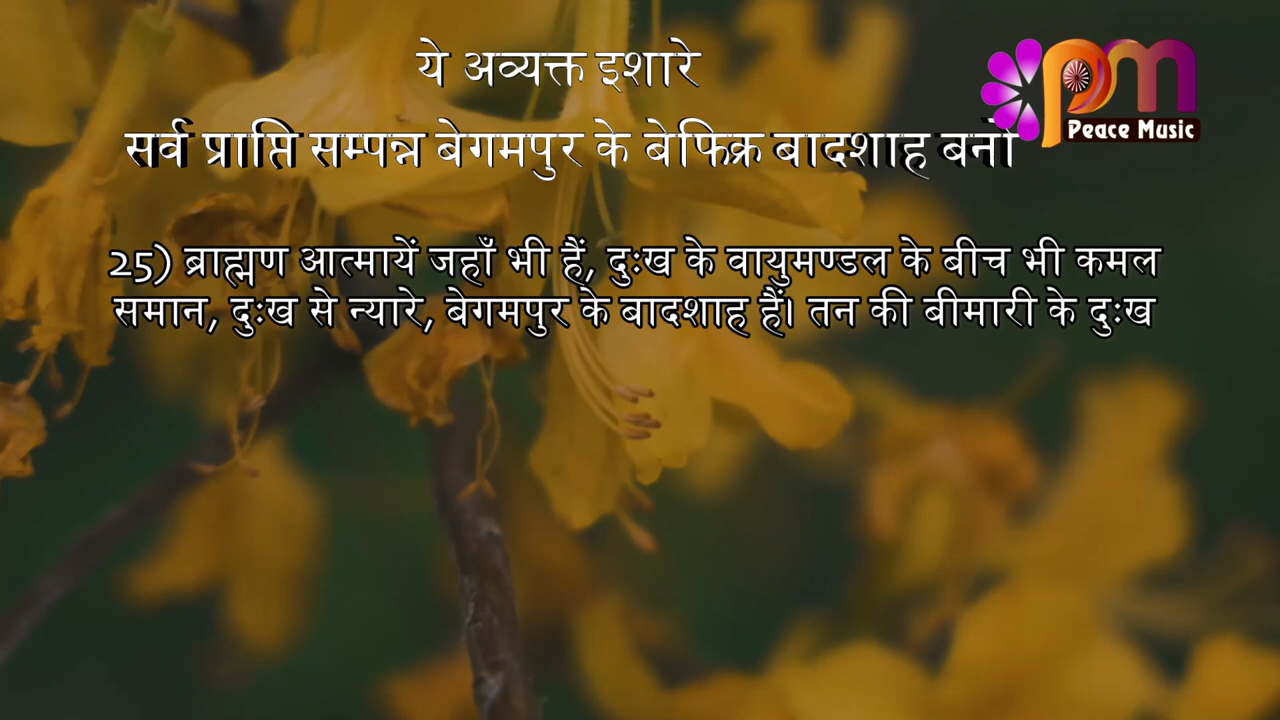 ये अव्यक्त इशारे
सर्व प्राप्ति सम्पन्न बेगमपुर के बेफिक्र बादशाह बनो
pm
Peace Music
25) ब्राह्मण आत्मायें जहाँ भी हैं, दुःख के वायुमण्डल के बीच भी कमल
समान, दुःख से न्यारे, बेगमपुर के बादशाह हैं। तन की बीमारी के दुःख